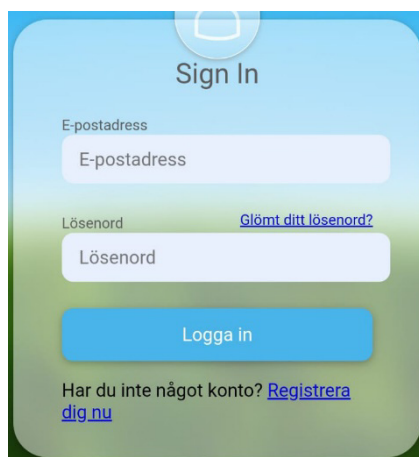 Sign In
E-postadress
E-postadress
Lösenord Glömt ditt lösenord?
Lösenord
Logga in
Har du inte något konto? Registrera
dig nu